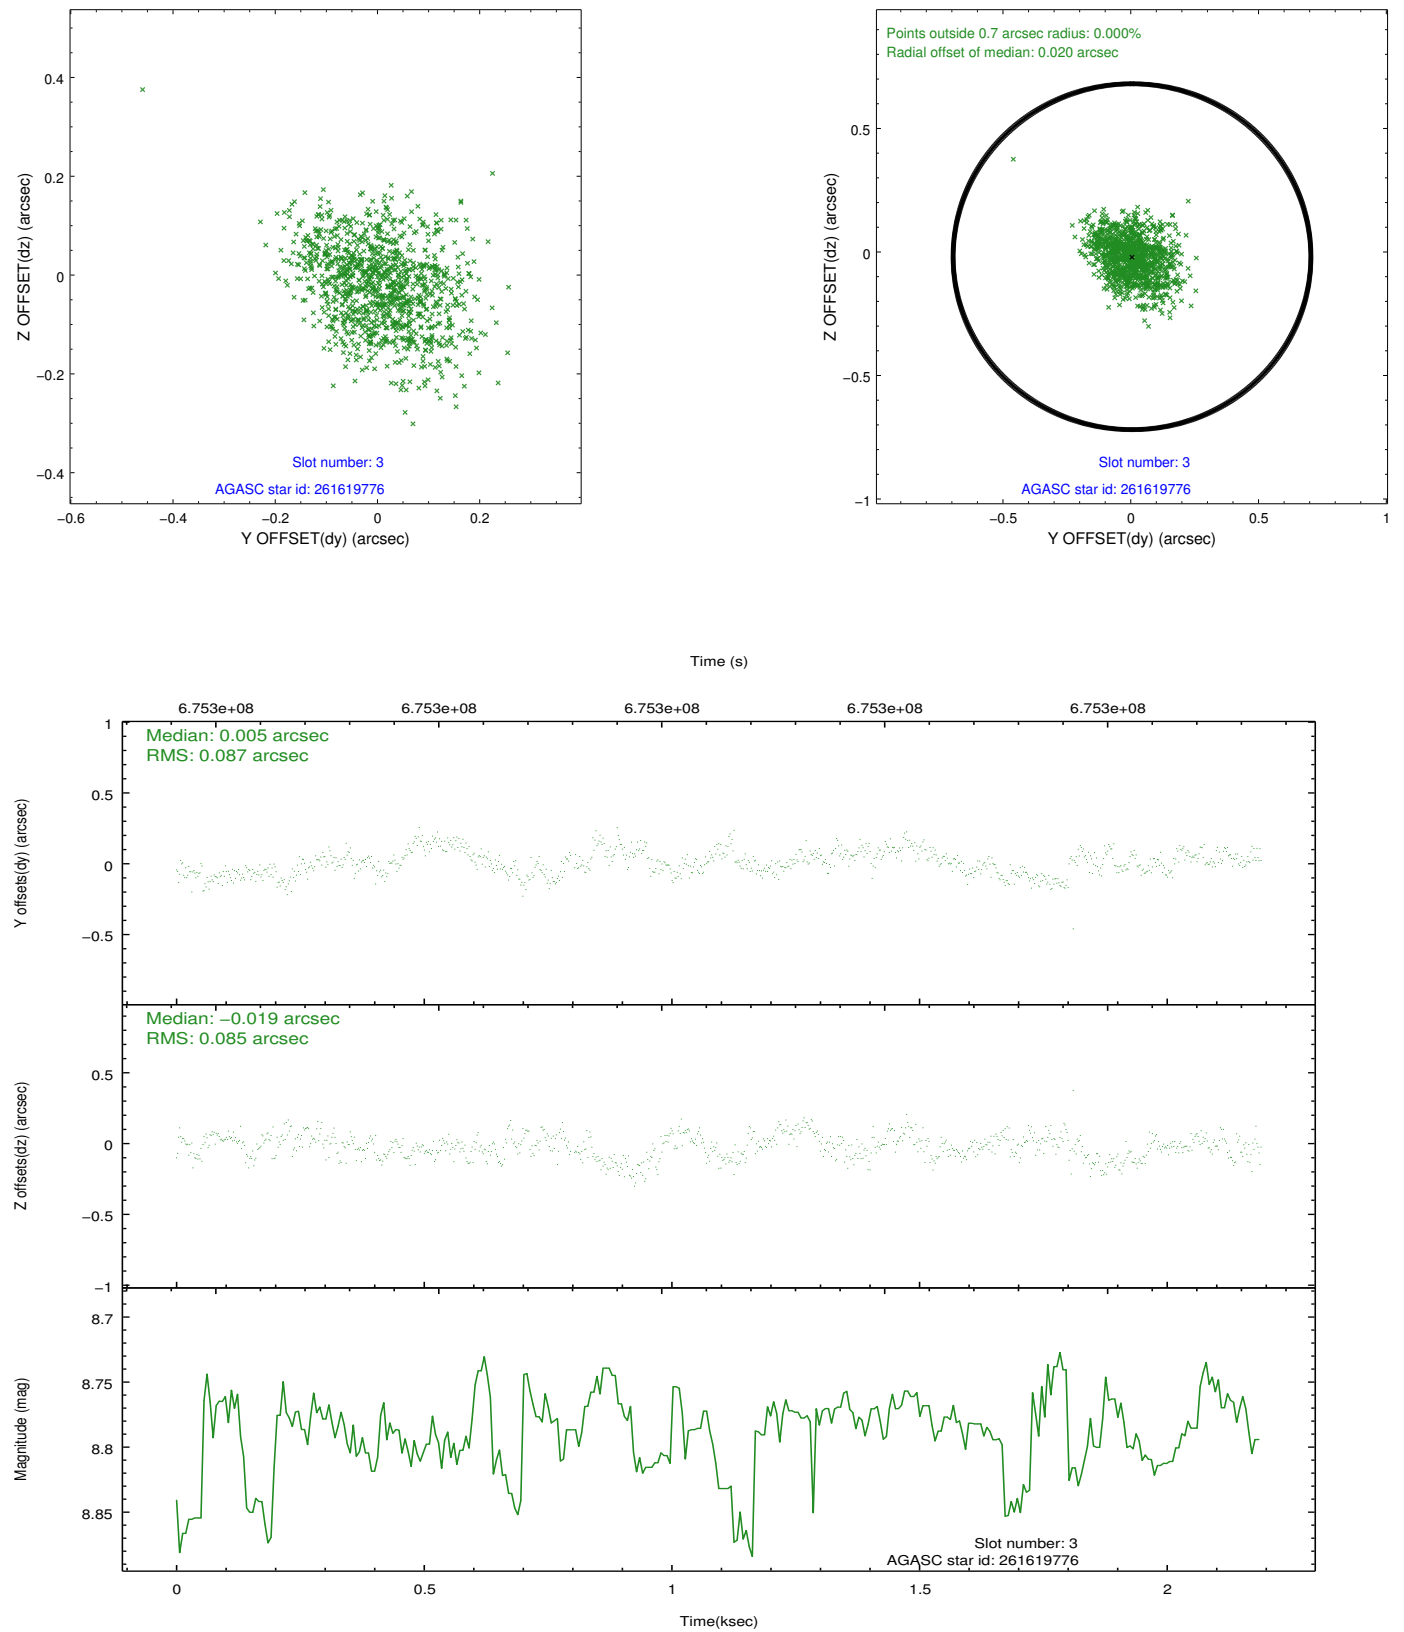 0.4
0.2
0
−0.2
−0.4
−0.6
−0.4
−0.2
0
0.2
Z OFFSET(dz) (arcsec)
Y OFFSET(dy) (arcsec)
Slot number: 3
AGASC star id: 261619776
Points outside 0.7 arcsec radius: 0.000%
Radial offset of median: 0.020 arcsec
0.5
0
−0.5
−1
−0.5
0
0.5
1
Z OFFSET(dz) (arcsec)
Y OFFSET(dy) (arcsec)
Slot number: 3
AGASC star id: 261619776
Time (s)
6.753e+08
6.753e+08
6.753e+08
6.753e+08
6.753e+08
Median: 0.005 arcsec
RMS: 0.087 arcsec
1
0.5
0
−0.5
Y offsets(dy) (arcsec)
Median: −0.019 arcsec
RMS: 0.085 arcsec
0.5
0
−0.5
−1
Z offsets(dz) (arcsec)
8.7
8.75
8.8
8.85
Magnitude (mag)
Slot number: 3
AGASC star id: 261619776
0
0.5
1
1.5
2
Time(ksec)